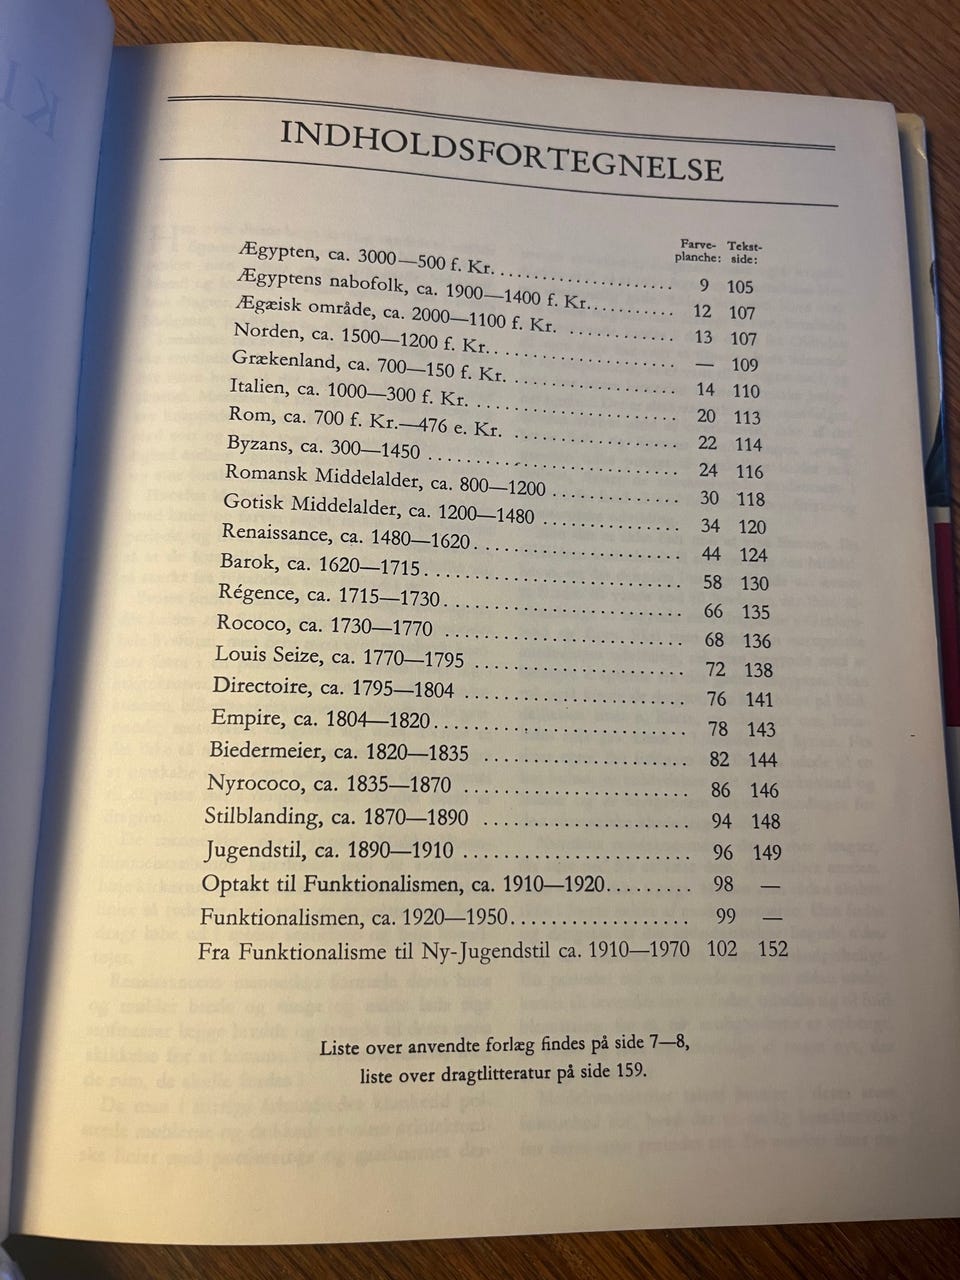 INDHOLDSFORTEGNELSE
Farve- Tekst-
planche: side:
Ægypten, ca. 3000—500 f. Kr. 9 105
Ægyptens nabofolk, ca. 1900—1400 f. Kr. 12 107
Ægæisk område, ca. 2000—1100 f. Kr. 13 107
Norden, ca. 1500—1200 f. Kr. — 109
Grækenland, ca. 700—150 f. Kr. 14 110
Italien, ca. 1000—300 f. Kr. 20 113
Rom, ca. 700 f. Kr.—476 e. Kr. 22 114
Byzans, ca. 300—1450 24 116
Romansk Middelalder, ca. 800—1200 30 118
Gotisk Middelalder, ca. 1200—1480 34 120
Renaissance, ca. 1480—1620 44 124
Barok, ca. 1620—1715 58 130
Régence, ca. 1715—1730 66 135
Rococo, ca. 1730—1770 68 136
Louis Seize, ca. 1770—1795 72 138
Directoire, ca. 1795—1804 76 141
Empire, ca. 1804—1820 78 143
Biedermeier, ca. 1820—1835 82 144
Nyrococo, ca. 1835—1870 86 146
Stilblanding, ca. 1870—1890 94 148
Jugendstil, ca. 1890—1910 96 149
Optakt til Funktionalismen, ca. 1910—1920 98 —
Funktionalismen, ca. 1920—1950 99 —
Fra Funktionalisme til Ny-Jugendstil ca. 1910—1970 102 152
Liste over anvendte forlæg findes på side 7—8,
liste over dragtlitteratur på side 159.